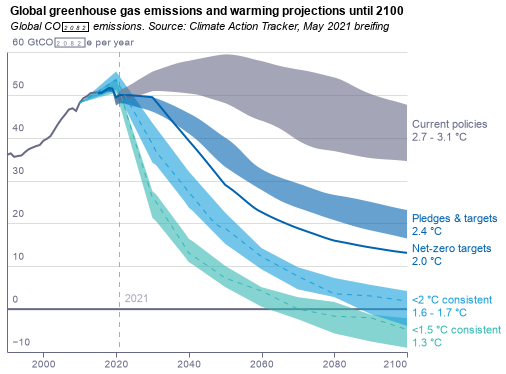 Global greenhouse gas emissions and warming projections until 2100
Global CO2082 emissions. Source: Climate Action Tracker, May 2021 breifing
60 GtCO2082e per year
50
40
30
20
10
0
−10
2021
Current policies
2.7 - 3.1 °C
Pledges & targets
2.4 °C
Net-zero targets
2.0 °C
<2 °C consistent
1.6 - 1.7 °C
<1.5 °C consistent
1.3 °C
2000 2020 2040 2060 2080 2100